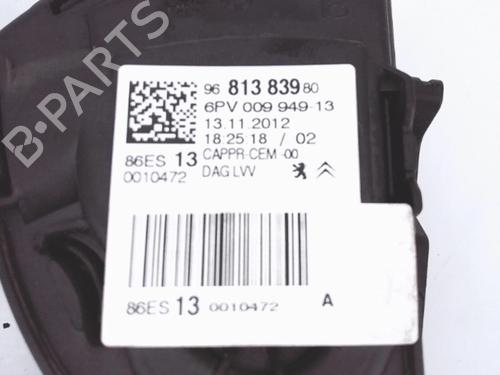 B-PARTS
96 813 839 80
6PV 009 949-13
13.11.2012
18:25:18 / 02
86ES 13 CAPPR-CEM -00
0010472 DAG LVV
86ES 13 0010472 A